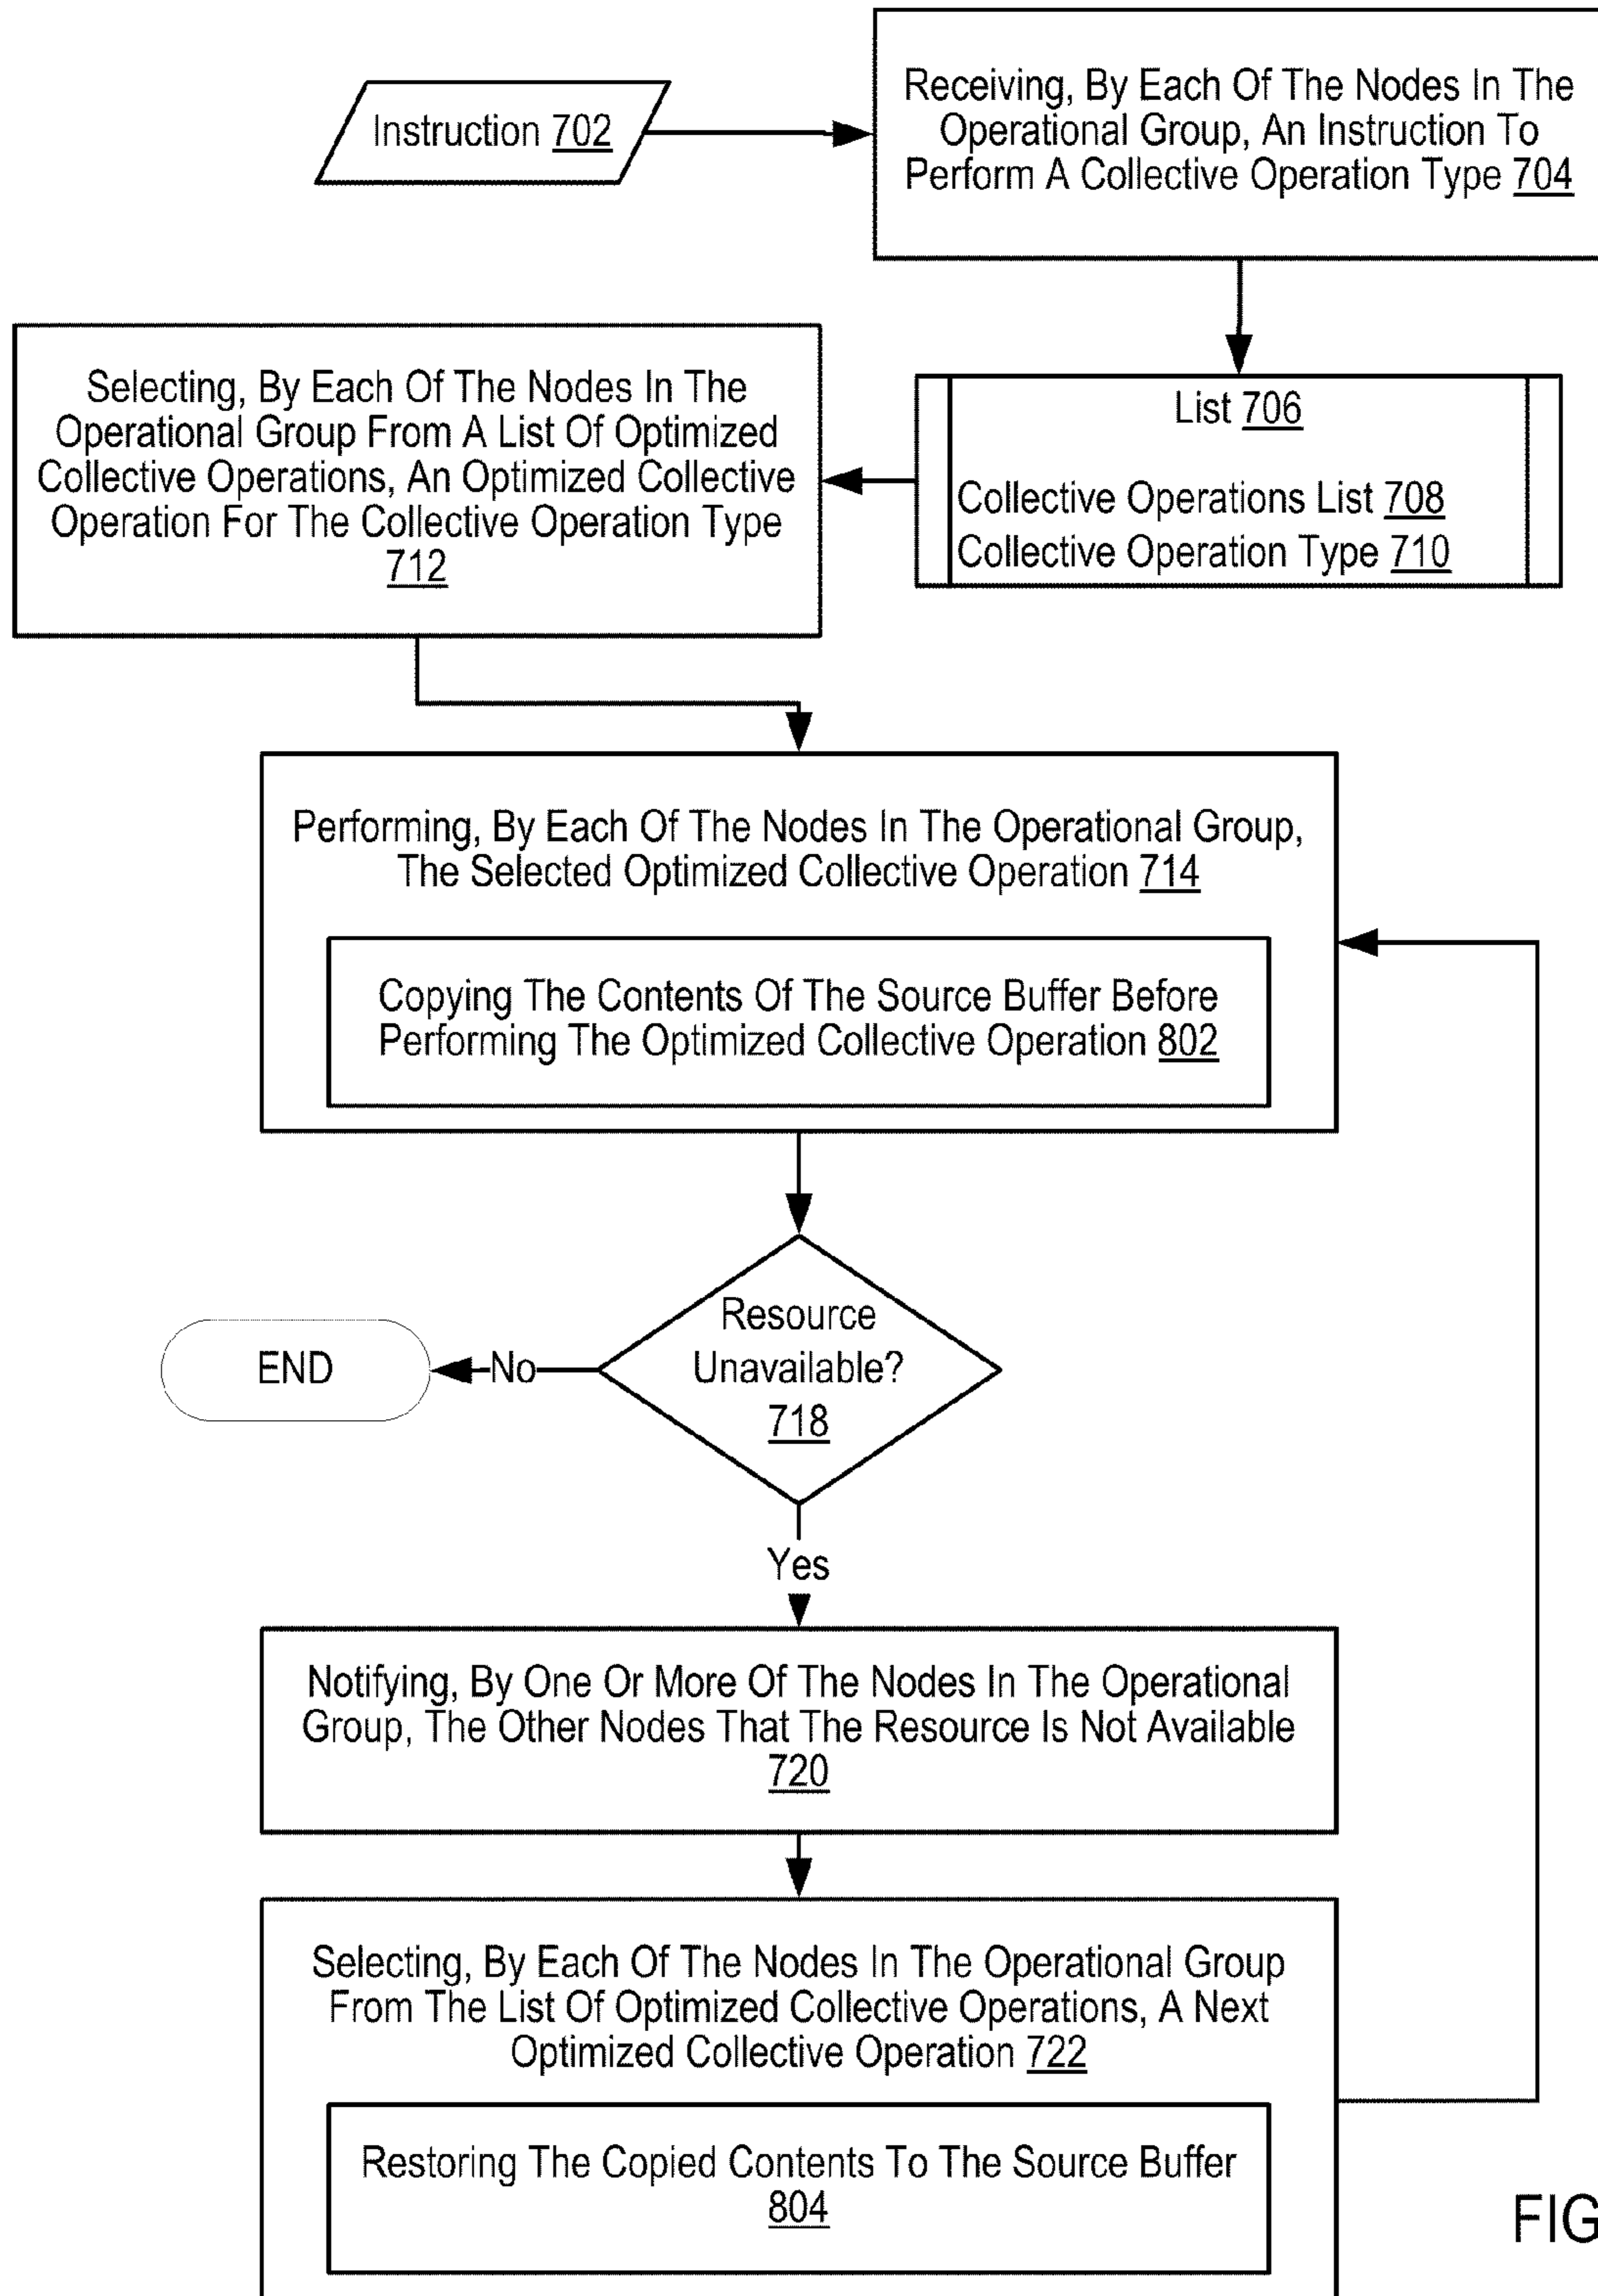 Instruction 702
Receiving, By Each Of The Nodes In The
Operational Group, An Instruction To
Perform A Collective Operation Type 704
List 706
Collective Operations List 708
Collective Operation Type 710
Selecting, By Each Of The Nodes In The
Operational Group From A List Of Optimized
Collective Operations, An Optimized Collective
Operation For The Collective Operation Type
712
Performing, By Each Of The Nodes In The Operational Group,
The Selected Optimized Collective Operation 714
Copying The Contents Of The Source Buffer Before
Performing The Optimized Collective Operation 802
Resource
Unavailable?
718
No
END
Yes
Notifying, By One Or More Of The Nodes In The Operational
Group, The Other Nodes That The Resource Is Not Available
720
Selecting, By Each Of The Nodes In The Operational Group
From The List Of Optimized Collective Operations, A Next
Optimized Collective Operation 722
Restoring The Copied Contents To The Source Buffer
804
FIG